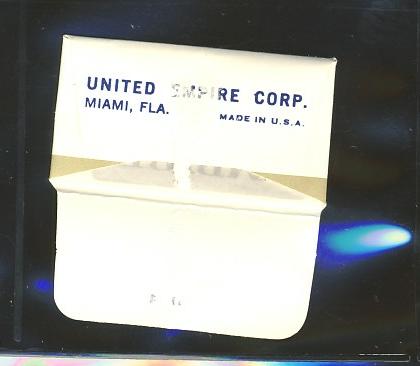 UNITED EMPIRE CORP.
MIAMI, FLA.
MADE IN U.S.A.